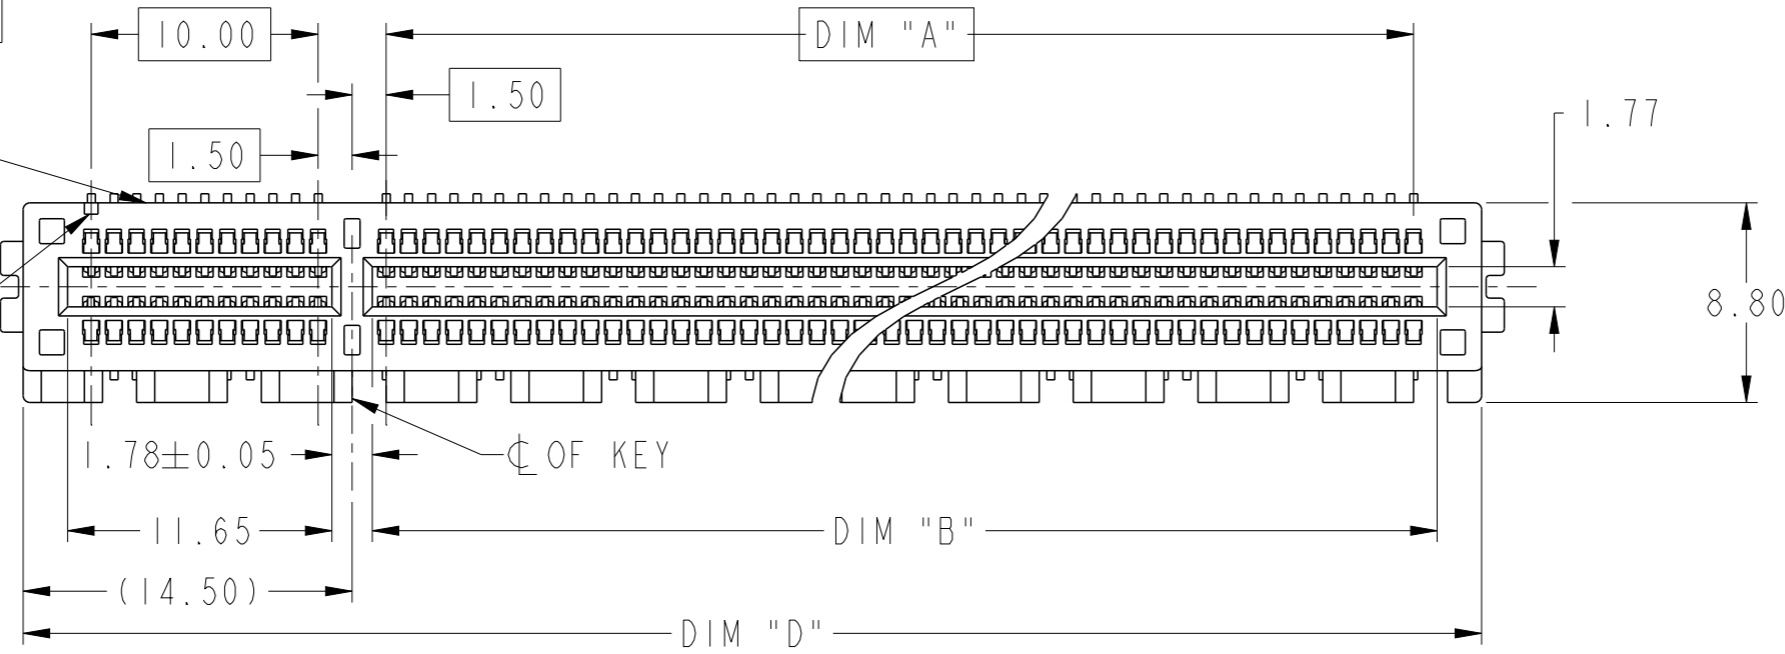 10.00
DIM "A"
1.50
1.77
1.50
8.80
1.78±0.05
℄ OF KEY
11.65
DIM "B"
(14.50)
DIM "D"